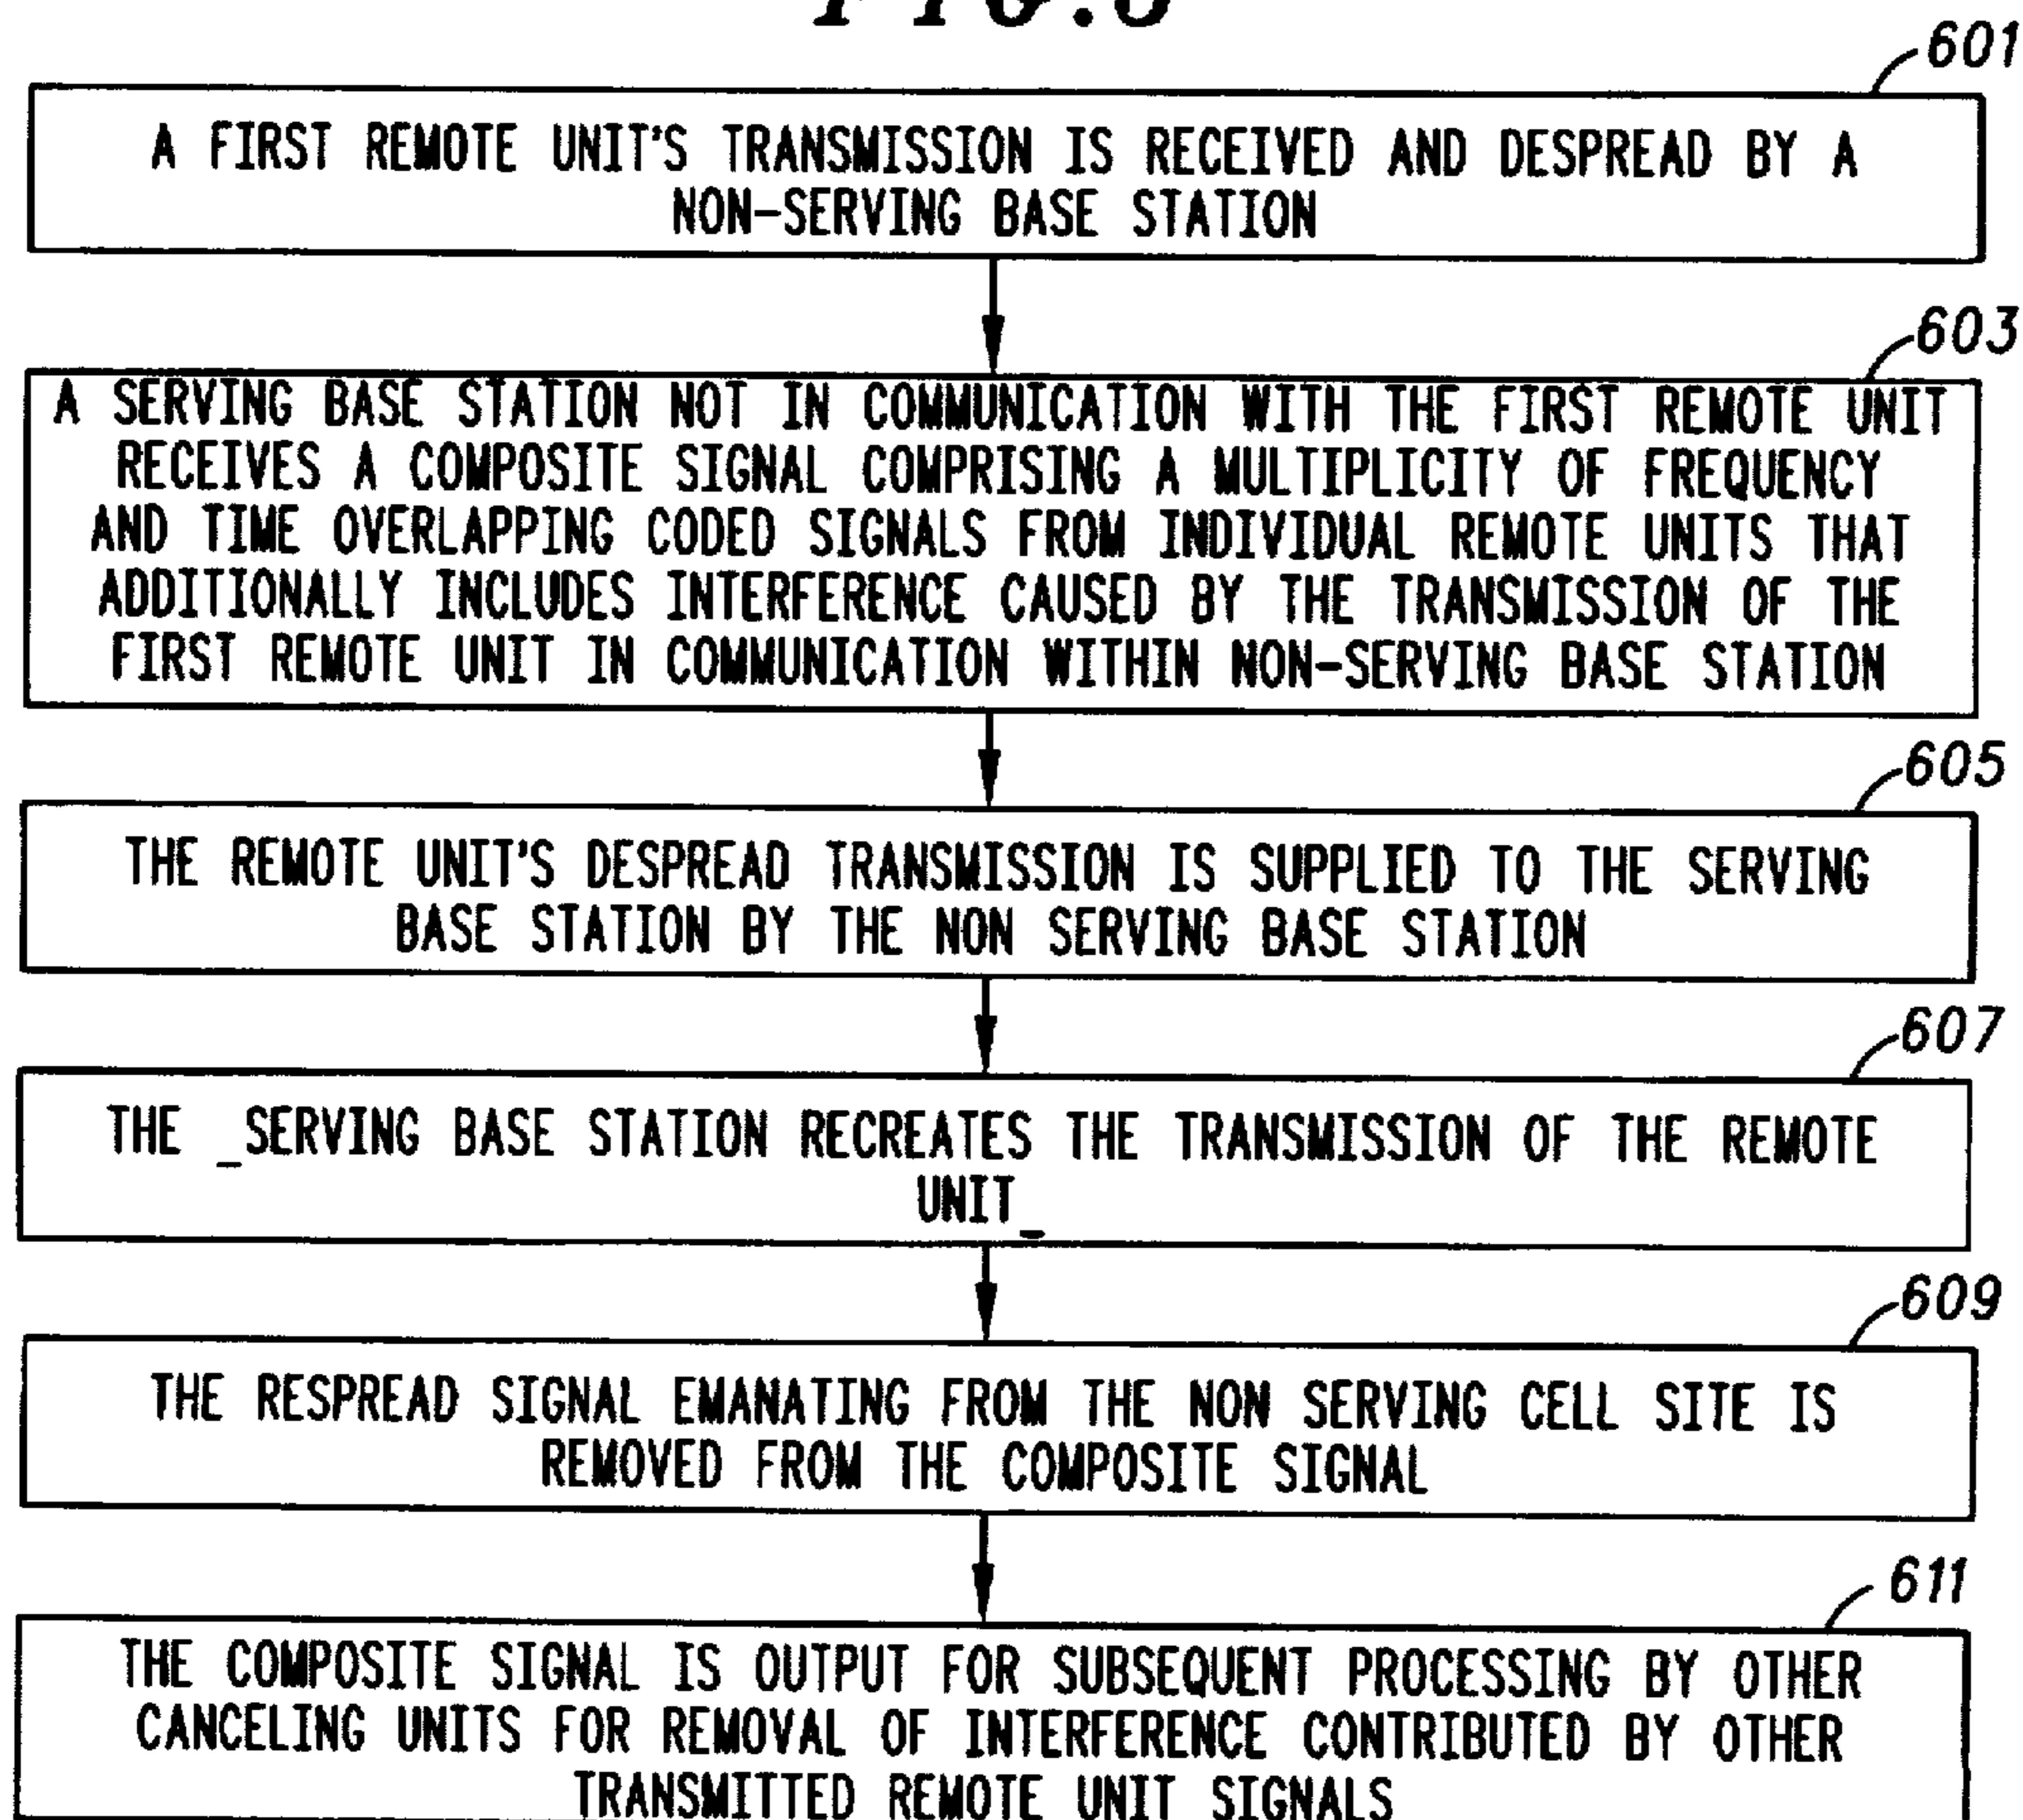 601
A FIRST REMOTE UNIT'S TRANSMISSION IS RECEIVED AND DESPREAD BY A
NON-SERVING BASE STATION
603
A SERVING BASE STATION NOT IN COMMUNICATION WITH THE FIRST REMOTE UNIT
RECEIVES A COMPOSITE SIGNAL COMPRISING A MULTIPLICITY OF FREQUENCY
AND TIME OVERLAPPING CODED SIGNALS FROM INDIVIDUAL REMOTE UNITS THAT
ADDITIONALLY INCLUDES INTERFERENCE CAUSED BY THE TRANSMISSION OF THE
FIRST REMOTE UNIT IN COMMUNICATION WITHIN NON-SERVING BASE STATION
605
THE REMOTE UNIT'S DESPREAD TRANSMISSION IS SUPPLIED TO THE SERVING
BASE STATION BY THE NON SERVING BASE STATION
607
THE _SERVING BASE STATION RECREATES THE TRANSMISSION OF THE REMOTE
UNIT_
609
THE RESPREAD SIGNAL EMANATING FROM THE NON SERVING CELL SITE IS
REMOVED FROM THE COMPOSITE SIGNAL
611
THE COMPOSITE SIGNAL IS OUTPUT FOR SUBSEQUENT PROCESSING BY OTHER
CANCELING UNITS FOR REMOVAL OF INTERFERENCE CONTRIBUTED BY OTHER
TRANSMITTED REMOTE UNIT SIGNALS